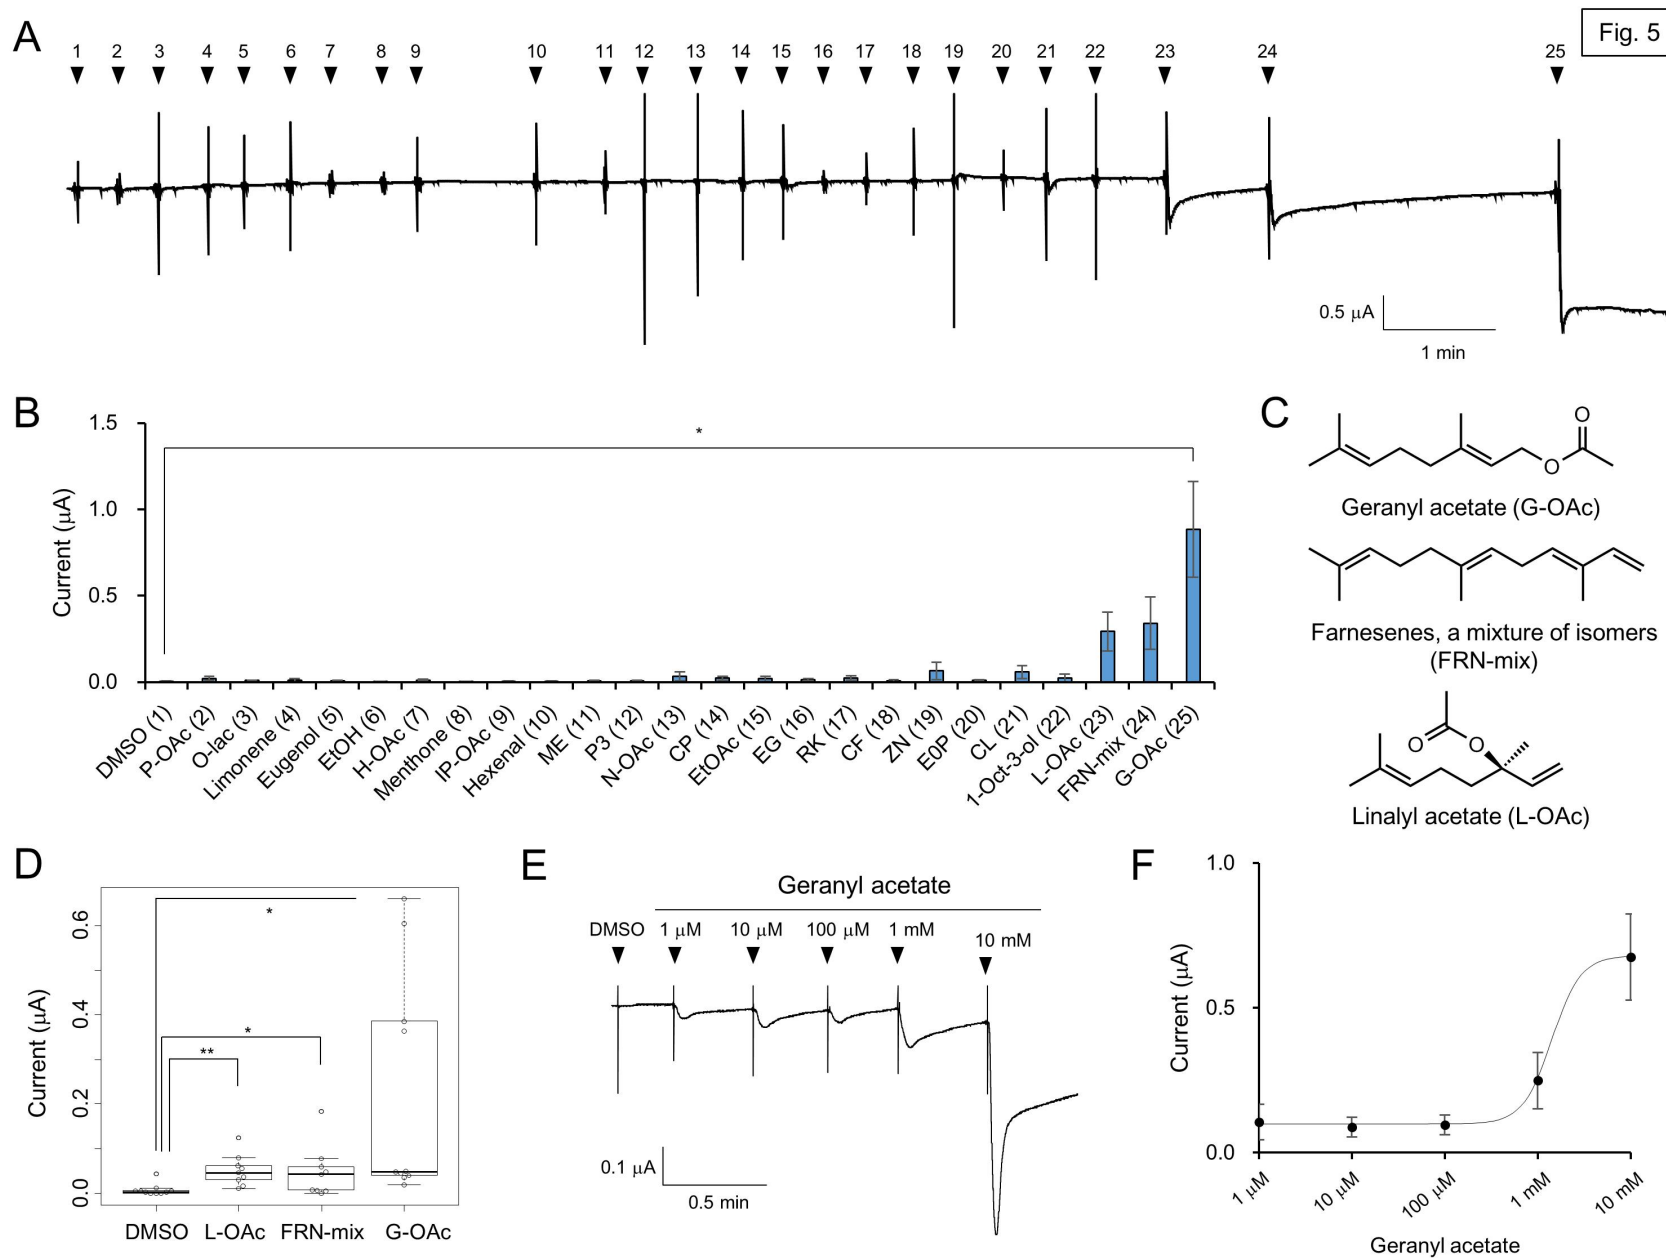 Fig. 5
A
1 2 3 4 5 6 7 8 9 10 11 12 13 14 15 16 17 18 19 20 21 22 23 24 25
0.5 μA
1 min
B
Current (μA)
1.5
1.0
0.5
0.0
*
DMSO (1)
P-OAc (2)
O-lac (3)
Limonene (4)
Eugenol (5)
EtOH (6)
H-OAc (7)
Menthone (8)
IP-OAc (9)
Hexenal (10)
ME (11)
P3 (12)
N-OAc (13)
CP (14)
EtOAc (15)
EG (16)
RK (17)
CF (18)
ZN (19)
E0P (20)
CL (21)
1-Oct-3-ol (22)
L-OAc (23)
FRN-mix (24)
G-OAc (25)
C
O
O
Geranyl acetate (G-OAc)
Farnesenes, a mixture of isomers
(FRN-mix)
O
O
Linalyl acetate (L-OAc)
D
Current (μA)
0.6
0.4
0.2
0.0
*
*
**
DMSO L-OAc FRN-mix G-OAc
E
Geranyl acetate
DMSO 1 μM 10 μM 100 μM 1 mM 10 mM
0.1 μA
0.5 min
F
Current (μA)
1.0
0.5
0.0
1 μM
10 μM
100 μM
1 mM
10 mM
Geranyl acetate